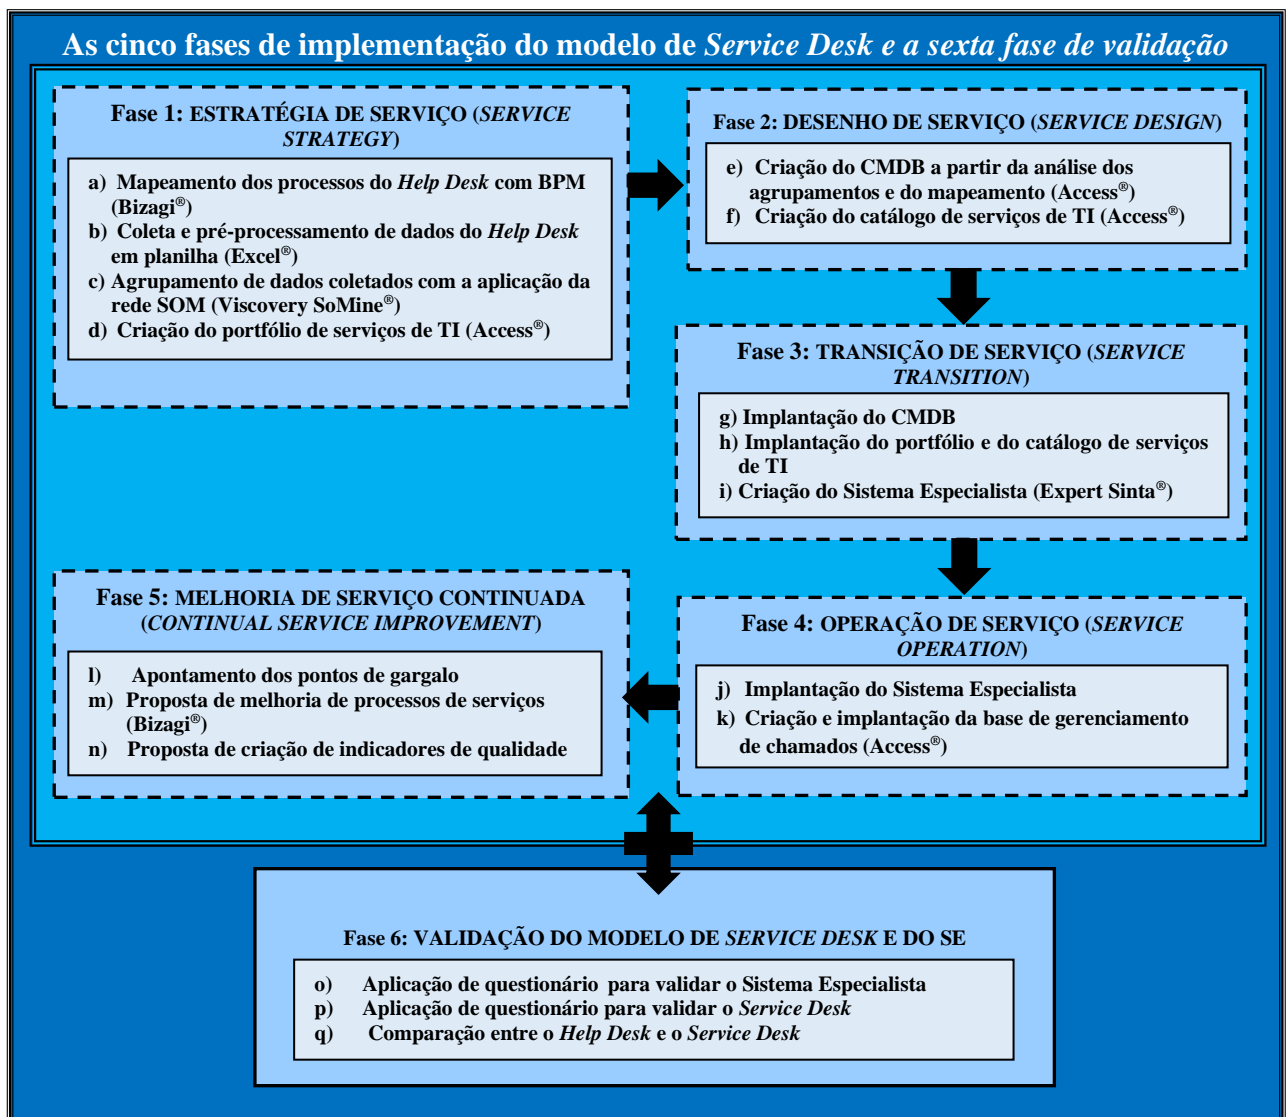 As cinco fases de implementação do modelo de Service Desk e a sexta fase de validação
Fase 1: ESTRATÉGIA DE SERVIÇO (SERVICE
STRATEGY)
a) Mapeamento dos processos do Help Desk com BPM
(Bizagi®)
b) Coleta e pré-processamento de dados do Help Desk
em planilha (Excel®)
c) Agrupamento de dados coletados com a aplicação da
rede SOM (Viscovery SoMine®)
d) Criação do portfólio de serviços de TI (Access®)
Fase 2: DESENHO DE SERVIÇO (SERVICE DESIGN)
e) Criação do CMDB a partir da análise dos
agrupamentos e do mapeamento (Access®)
f) Criação do catálogo de serviços de TI (Access®)
Fase 3: TRANSIÇÃO DE SERVIÇO (SERVICE
TRANSITION)
g) Implantação do CMDB
h) Implantação do portfólio e do catálogo de serviços
de TI
i) Criação do Sistema Especialista (Expert Sinta®)
Fase 4: OPERAÇÃO DE SERVIÇO (SERVICE
OPERATION)
j) Implantação do Sistema Especialista
k) Criação e implantação da base de gerenciamento
de chamados (Access®)
Fase 5: MELHORIA DE SERVIÇO CONTINUADA
(CONTINUAL SERVICE IMPROVEMENT)
l) Apontamento dos pontos de gargalo
m) Proposta de melhoria de processos de serviços
(Bizagi®)
n) Proposta de criação de indicadores de qualidade
Fase 6: VALIDAÇÃO DO MODELO DE SERVICE DESK E DO SE
o) Aplicação de questionário para validar o Sistema Especialista
p) Aplicação de questionário para validar o Service Desk
q) Comparação entre o Help Desk e o Service Desk